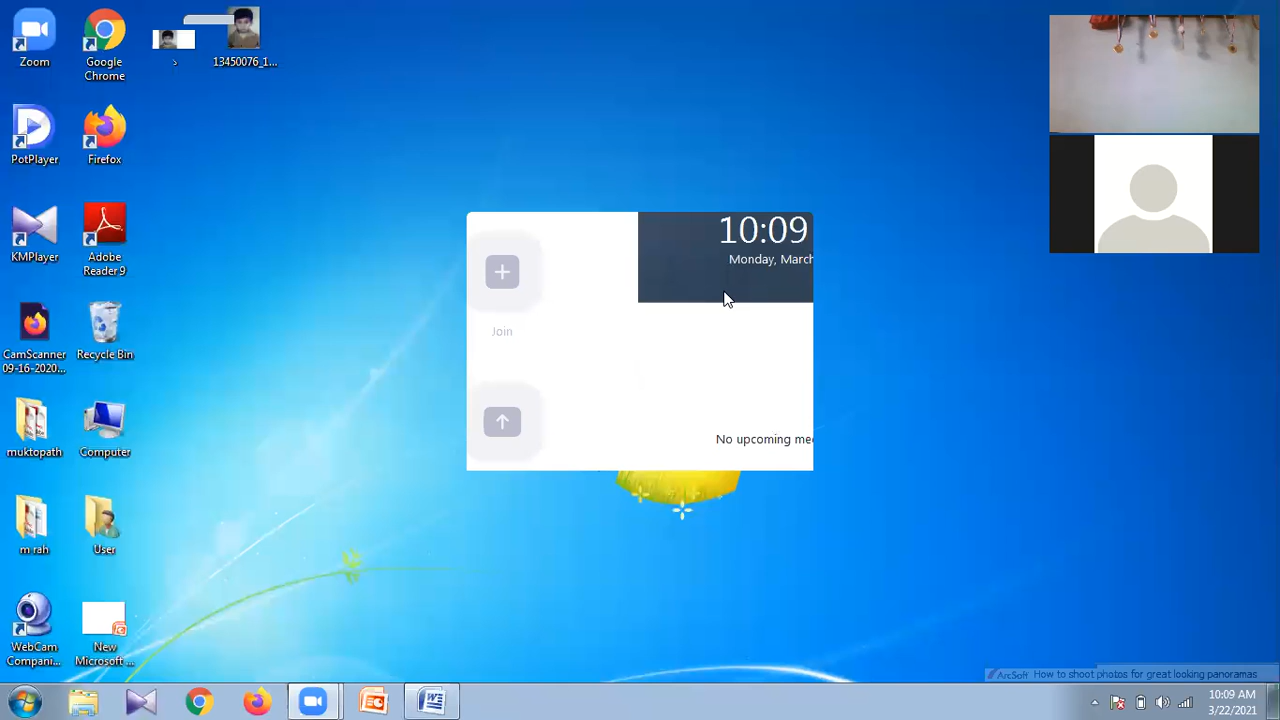 Zoom
Google
Chrome
13450076_1...
PotPlayer
Firefox
KMPlayer
Adobe
Reader 9
CamScanner
09-16-2020...
Recycle Bin
muktopath
Computer
m rah
User
WebCam
Compani...
New
Microsoft ...
10:09
Monday, March
Join
No upcoming mee
ArcSoft How to shoot photos for great looking panoramas
10:09 AM
3/22/2021